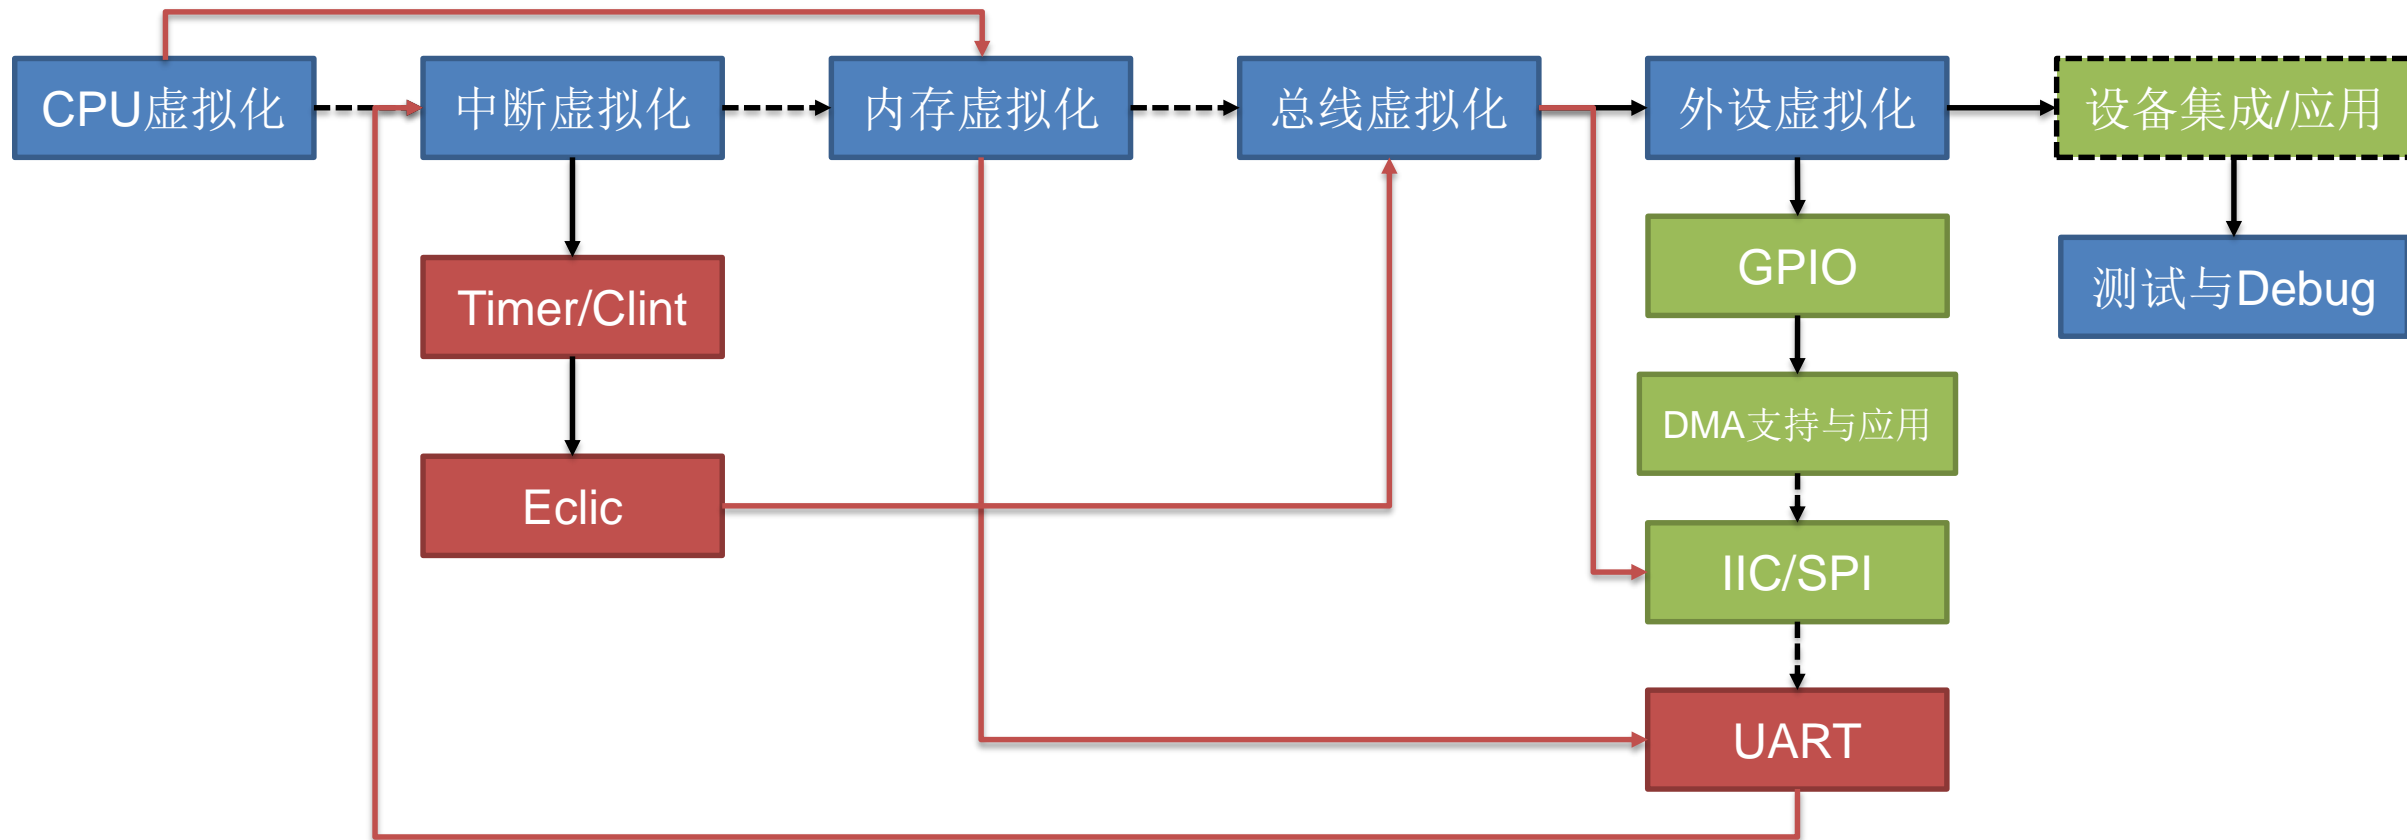 CPU虚拟化
中断虚拟化
内存虚拟化
总线虚拟化
外设虚拟化
设备集成/应用
Timer/Clint
Eclic
GPIO
DMA支持与应用
IIC/SPI
UART
测试与Debug